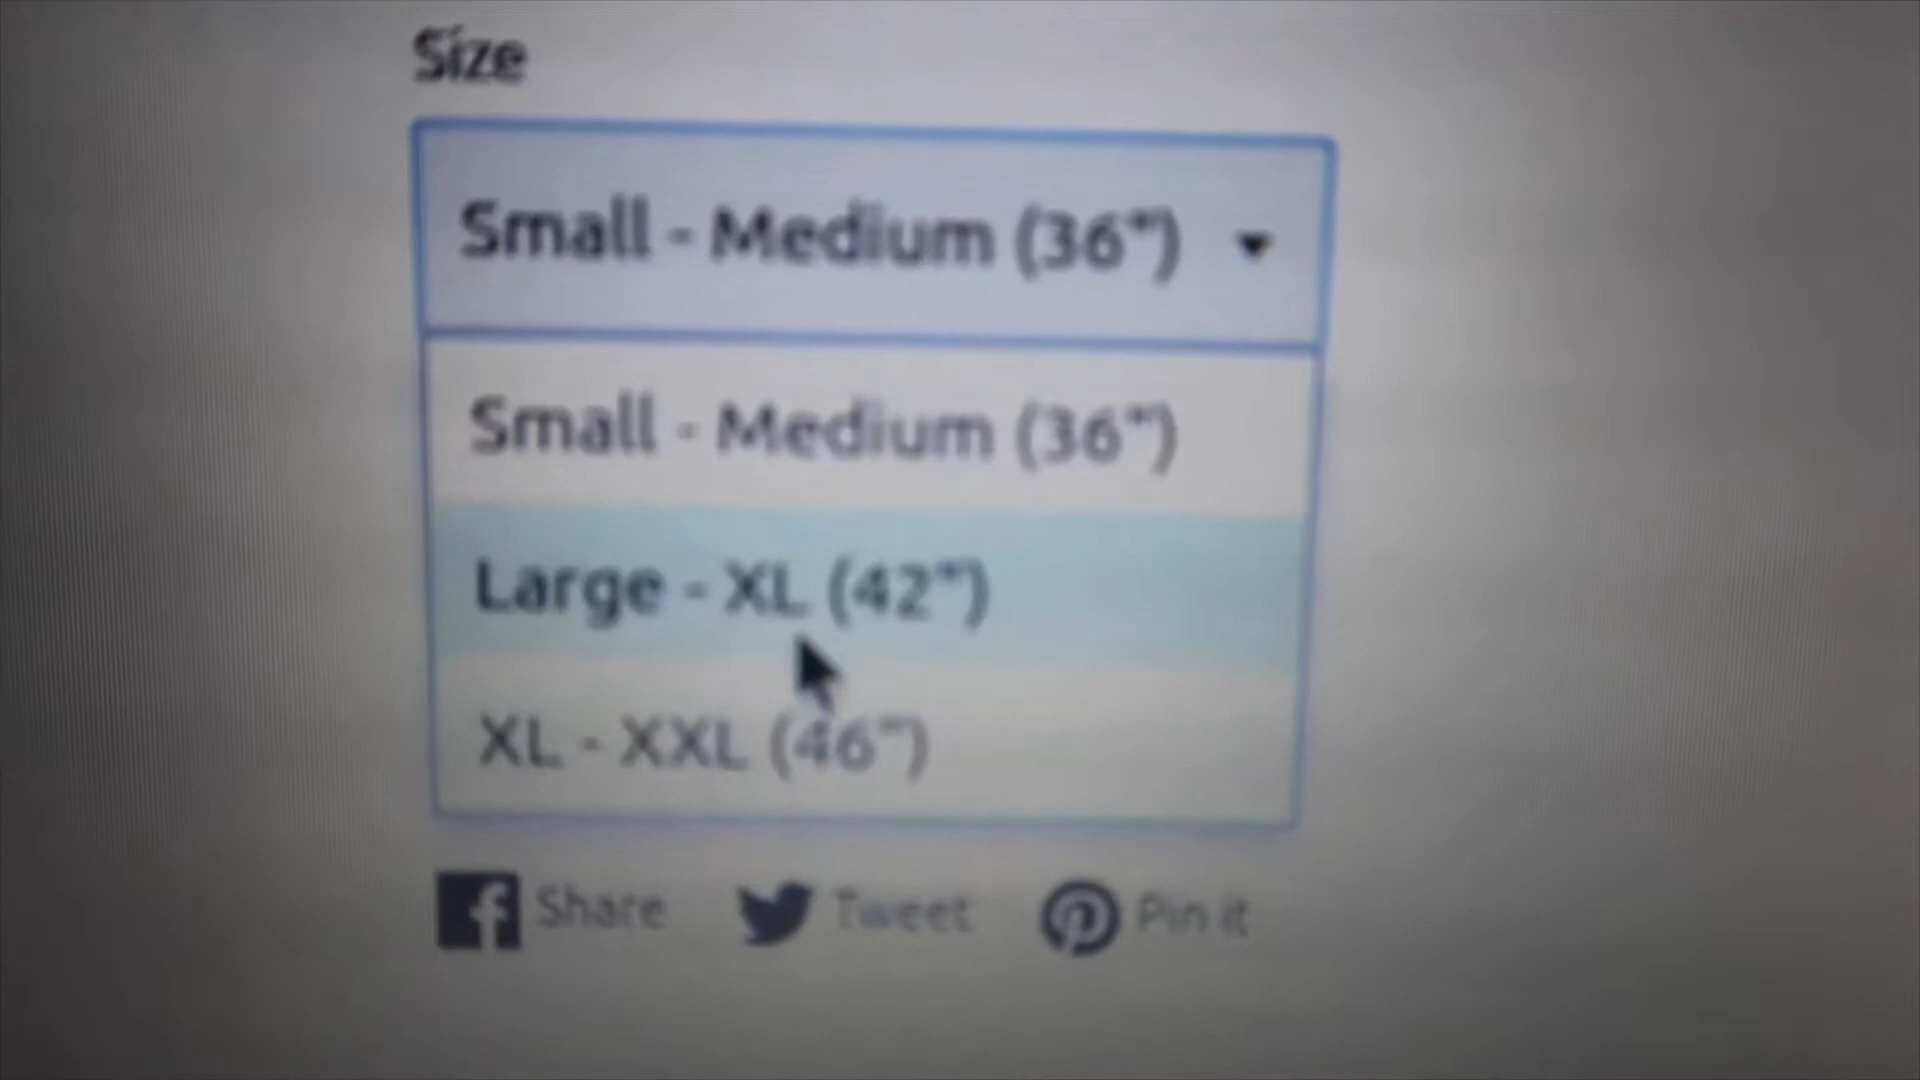 Size
Small - Medium (36")
Small - Medium (36")
Large - XL (42")
XL - XXL (46")
Share Tweet Pin it